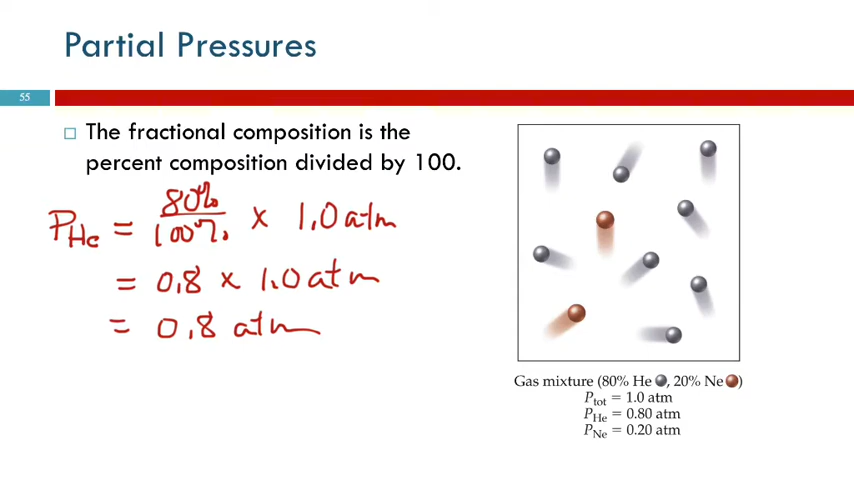 Partial Pressures
55
The fractional composition is the
percent composition divided by 100.
P_He = 80%/100% × 1.0 atm
= 0.8 × 1.0 atm
= 0.8 atm
Gas mixture (80% He, 20% Ne)
P_tot = 1.0 atm
P_He = 0.80 atm
P_Ne = 0.20 atm